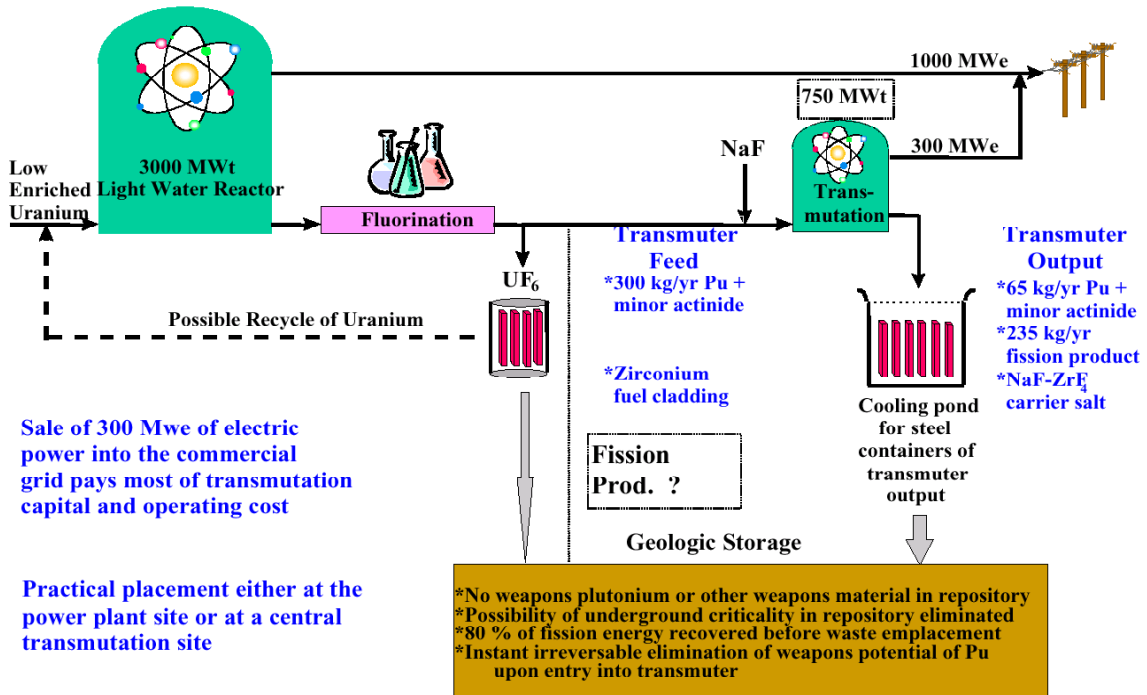 1000 MWe
750 MWt
300 MWe
NaF
3000 MWt
Light Water Reactor
Low
Enriched
Uranium
Fluorination
Trans-
mutation
UF6
Possible Recycle of Uranium
Transmuter
Feed
*300 kg/yr Pu +
minor actinide
*Zirconium
fuel cladding
Transmuter
Output
*65 kg/yr Pu +
minor actinide
*235 kg/yr
fission product
*NaF-ZrF4
carrier salt
Cooling pond
for steel
containers of
transmuter
output
Fission
Prod. ?
Sale of 300 Mwe of electric
power into the commercial
grid pays most of transmutation
capital and operating cost
Practical placement either at the
power plant site or at a central
transmutation site
Geologic Storage
*No weapons plutonium or other weapons material in repository
*Possibility of underground criticality in repository eliminated
*80 % of fission energy recovered before waste emplacement
*Instant irreversable elimination of weapons potential of Pu
upon entry into transmuter